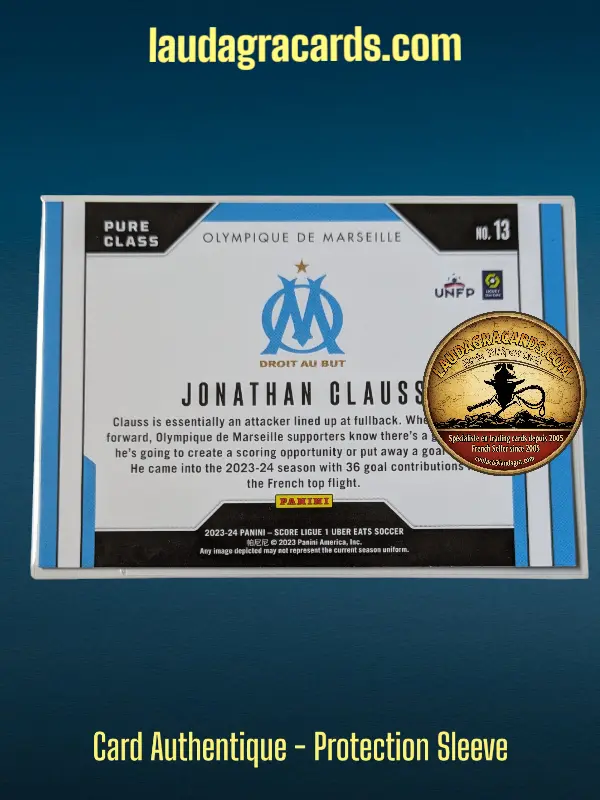 laudagracards.com
PURE
CLASS
OLYMPIQUE DE MARSEILLE
NO. 13
UNFP
DROIT AU BUT
JONATHAN CLAUSS
LAUDAGRACARDS.COM
Clauss is essentially an attacker lined up at fullback. Whe
forward, Olympique de Marseille supporters know there's a g
he's going to create a scoring opportunity or put away a goal
He came into the 2023-24 season with 36 goal contributions
the French top flight.
Spécialiste en trading cards depuis 2005
French Seller since 2005
PANINI
2023-24 PANINI – SCORE LIGUE 1 UBER EATS SOCCER
帕尼尼 © 2023 Panini America, Inc.
Any image depicted may not represent the current season uniform.
Card Authentique - Protection Sleeve